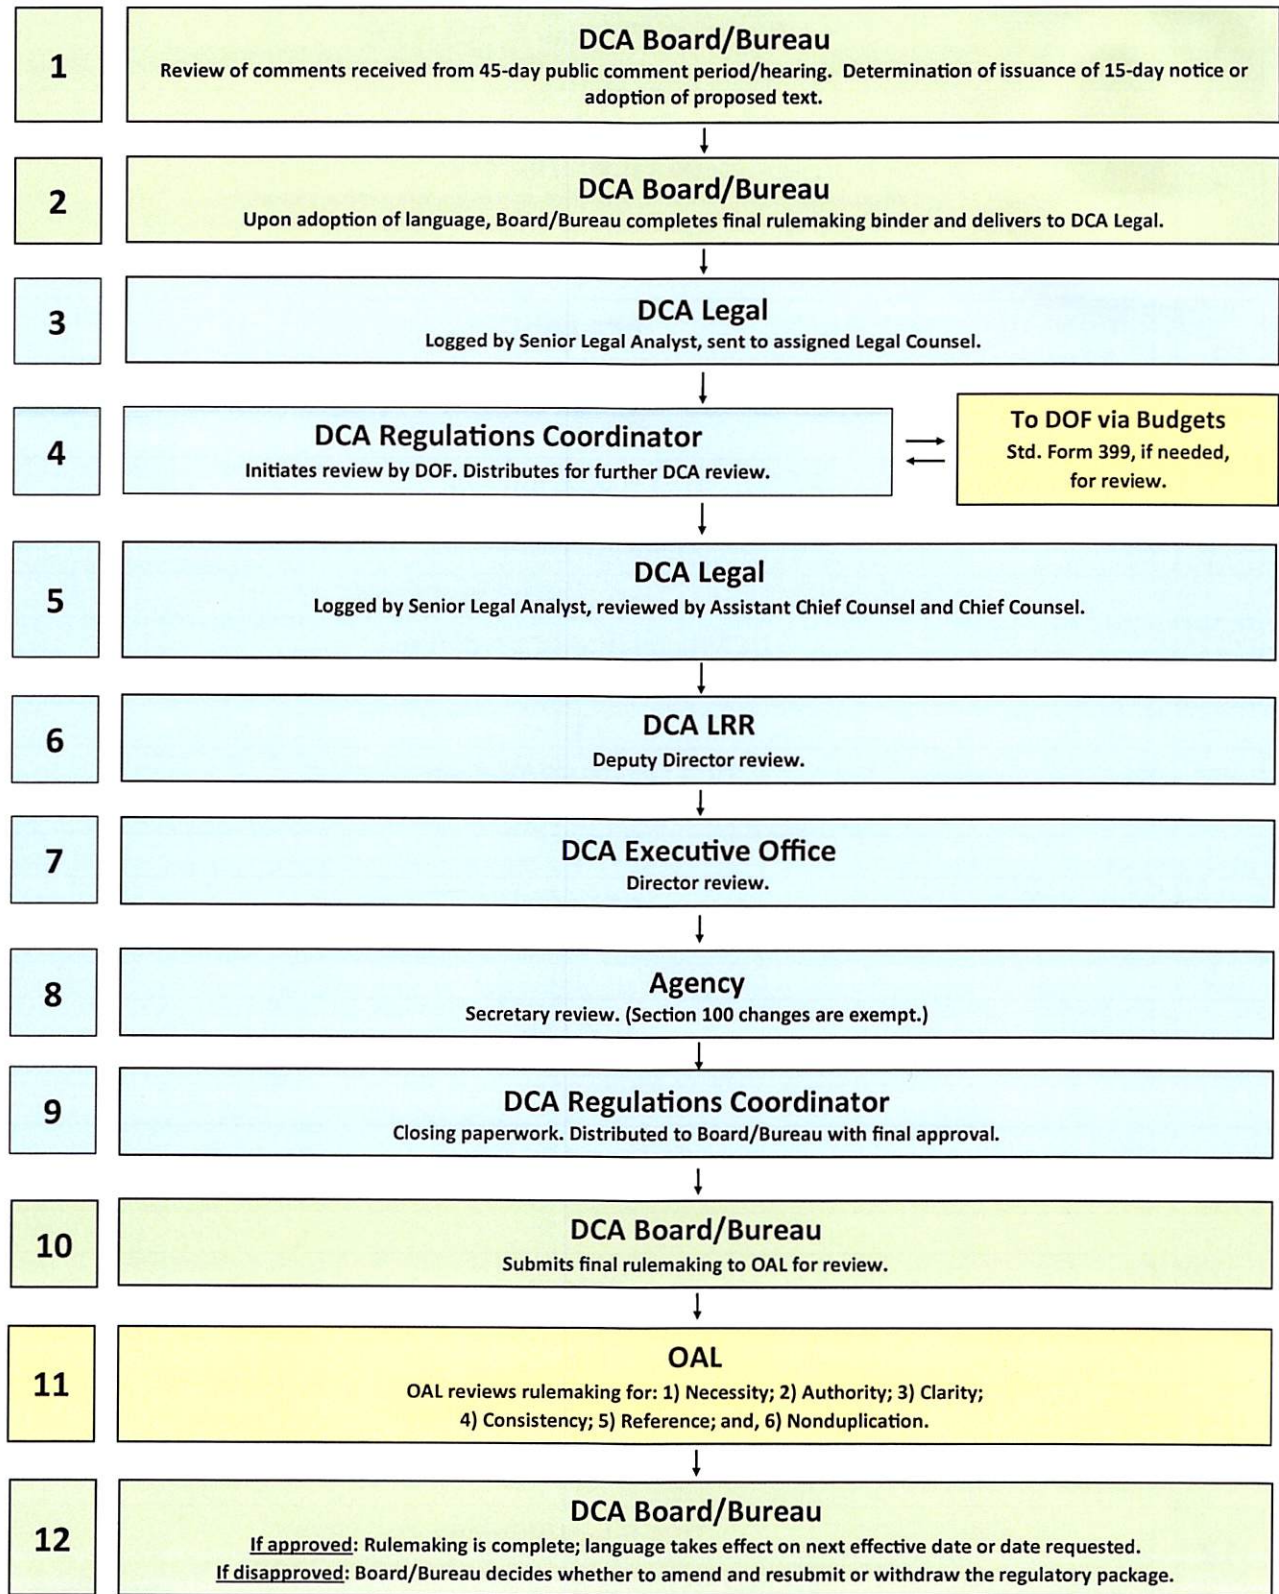 1
DCA Board/Bureau
Review of comments received from 45-day public comment period/hearing.  Determination of issuance of 15-day notice or
adoption of proposed text.
2
DCA Board/Bureau
Upon adoption of language, Board/Bureau completes final rulemaking binder and delivers to DCA Legal.
3
DCA Legal
Logged by Senior Legal Analyst, sent to assigned Legal Counsel.
4
DCA Regulations Coordinator
Initiates review by DOF. Distributes for further DCA review.
To DOF via Budgets
Std. Form 399, if needed,
for review.
5
DCA Legal
Logged by Senior Legal Analyst, reviewed by Assistant Chief Counsel and Chief Counsel.
6
DCA LRR
Deputy Director review.
7
DCA Executive Office
Director review.
8
Agency
Secretary review. (Section 100 changes are exempt.)
9
DCA Regulations Coordinator
Closing paperwork. Distributed to Board/Bureau with final approval.
10
DCA Board/Bureau
Submits final rulemaking to OAL for review.
11
OAL
OAL reviews rulemaking for: 1) Necessity; 2) Authority; 3) Clarity;
4) Consistency; 5) Reference; and, 6) Nonduplication.
12
DCA Board/Bureau
If approved: Rulemaking is complete; language takes effect on next effective date or date requested.
If disapproved: Board/Bureau decides whether to amend and resubmit or withdraw the regulatory package.